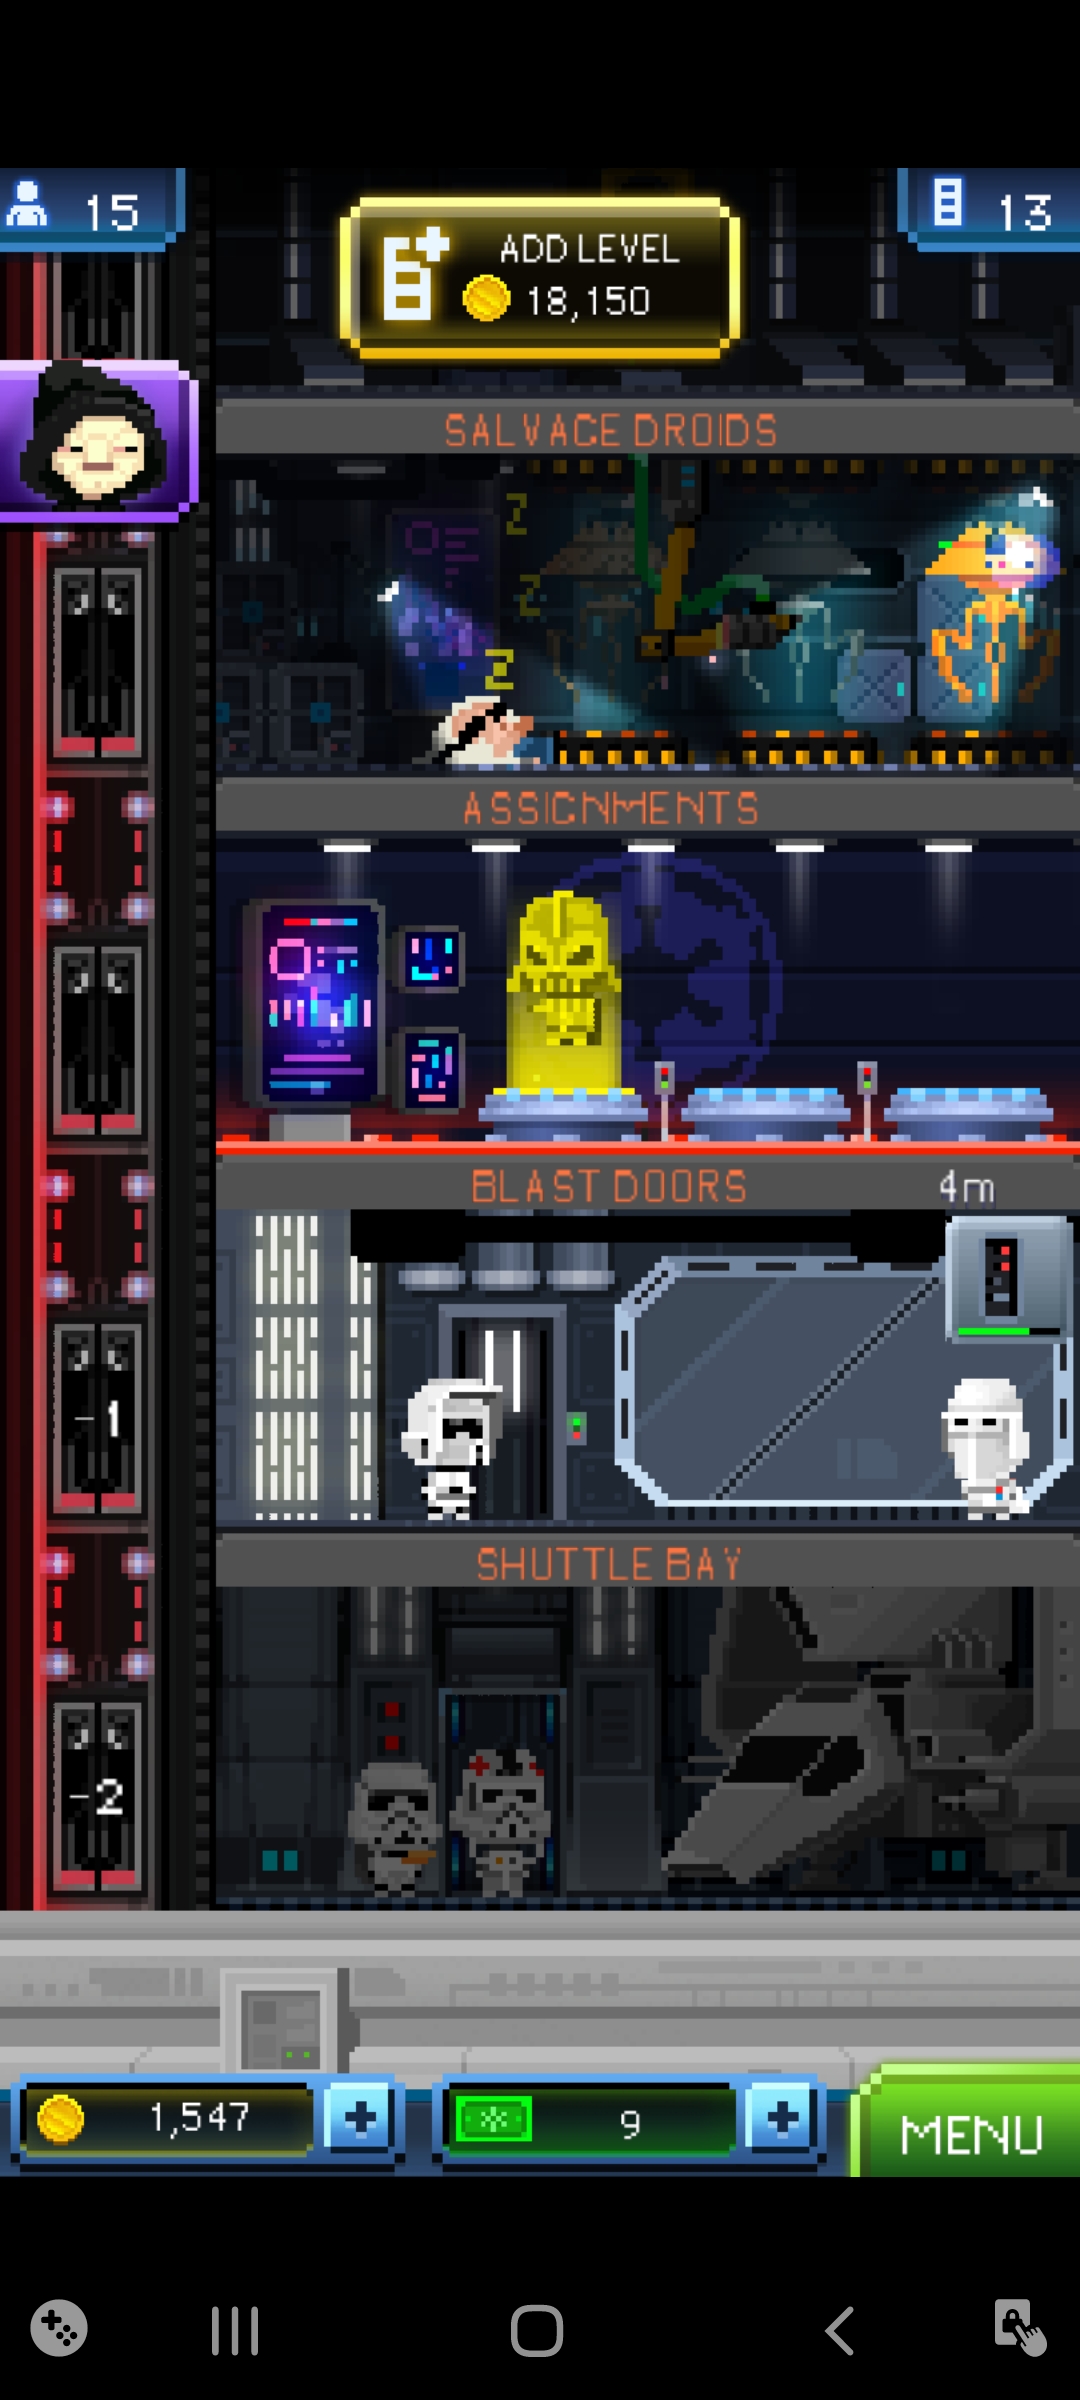 15
ADD LEVEL
18,150
13
SALVAGE DROIDS
Z
Z
Z
ASSIGNMENTS
BLAST DOORS 4m
-1
SHUTTLE BAY
-2
1,547
9
MENU